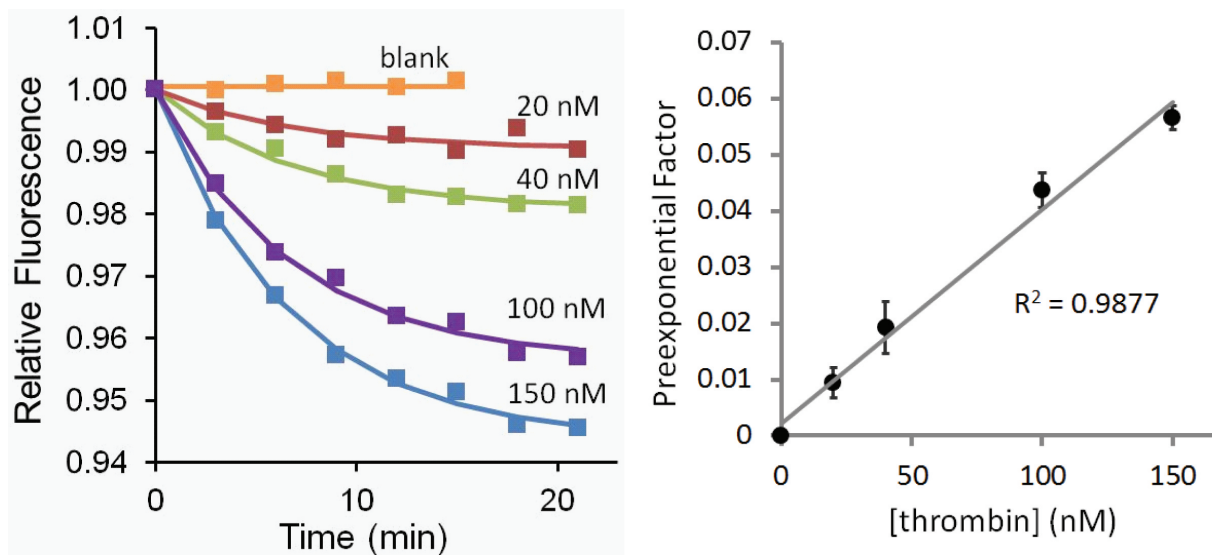 1.01
1.00
0.99
0.98
0.97
0.96
0.95
0.94
Relative Fluorescence
0
10
20
Time (min)
blank
20 nM
40 nM
100 nM
150 nM
0.07
0.06
0.05
0.04
0.03
0.02
0.01
0
Preexponential Factor
0
50
100
150
[thrombin] (nM)
R² = 0.9877